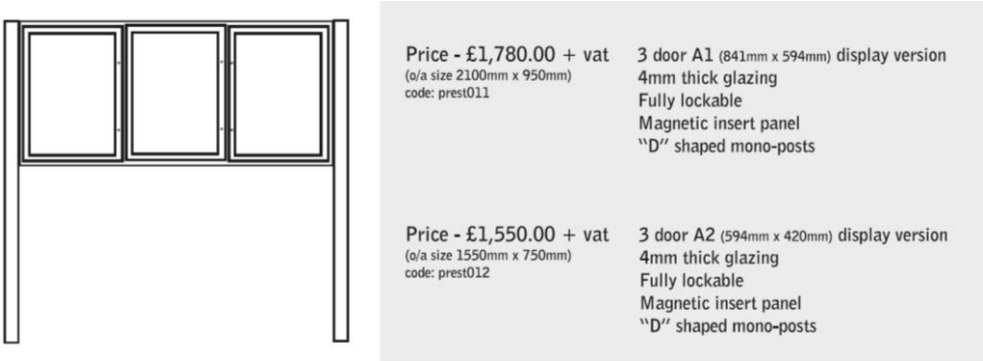 Price - £1,780.00 + vat
(o/a size 2100mm x 950mm)
code: prest011
3 door A1 (841mm x 594mm) display version
4mm thick glazing
Fully lockable
Magnetic insert panel
"D" shaped mono-posts
Price - £1,550.00 + vat
(o/a size 1550mm x 750mm)
code: prest012
3 door A2 (594mm x 420mm) display version
4mm thick glazing
Fully lockable
Magnetic insert panel
"D" shaped mono-posts